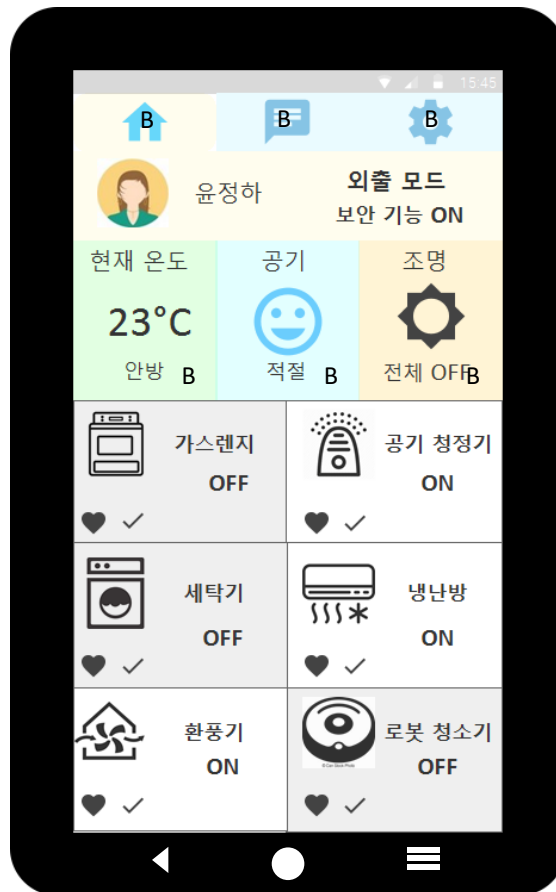 15:45
B
B
B
윤정하
외출 모드
보안 기능 ON
현재 온도
공기
조명
23°C
안방 B
적절 B
전체 OFF B
가스렌지
OFF
공기 청정기
ON
세탁기
OFF
냉난방
ON
환풍기
ON
로봇 청소기
OFF